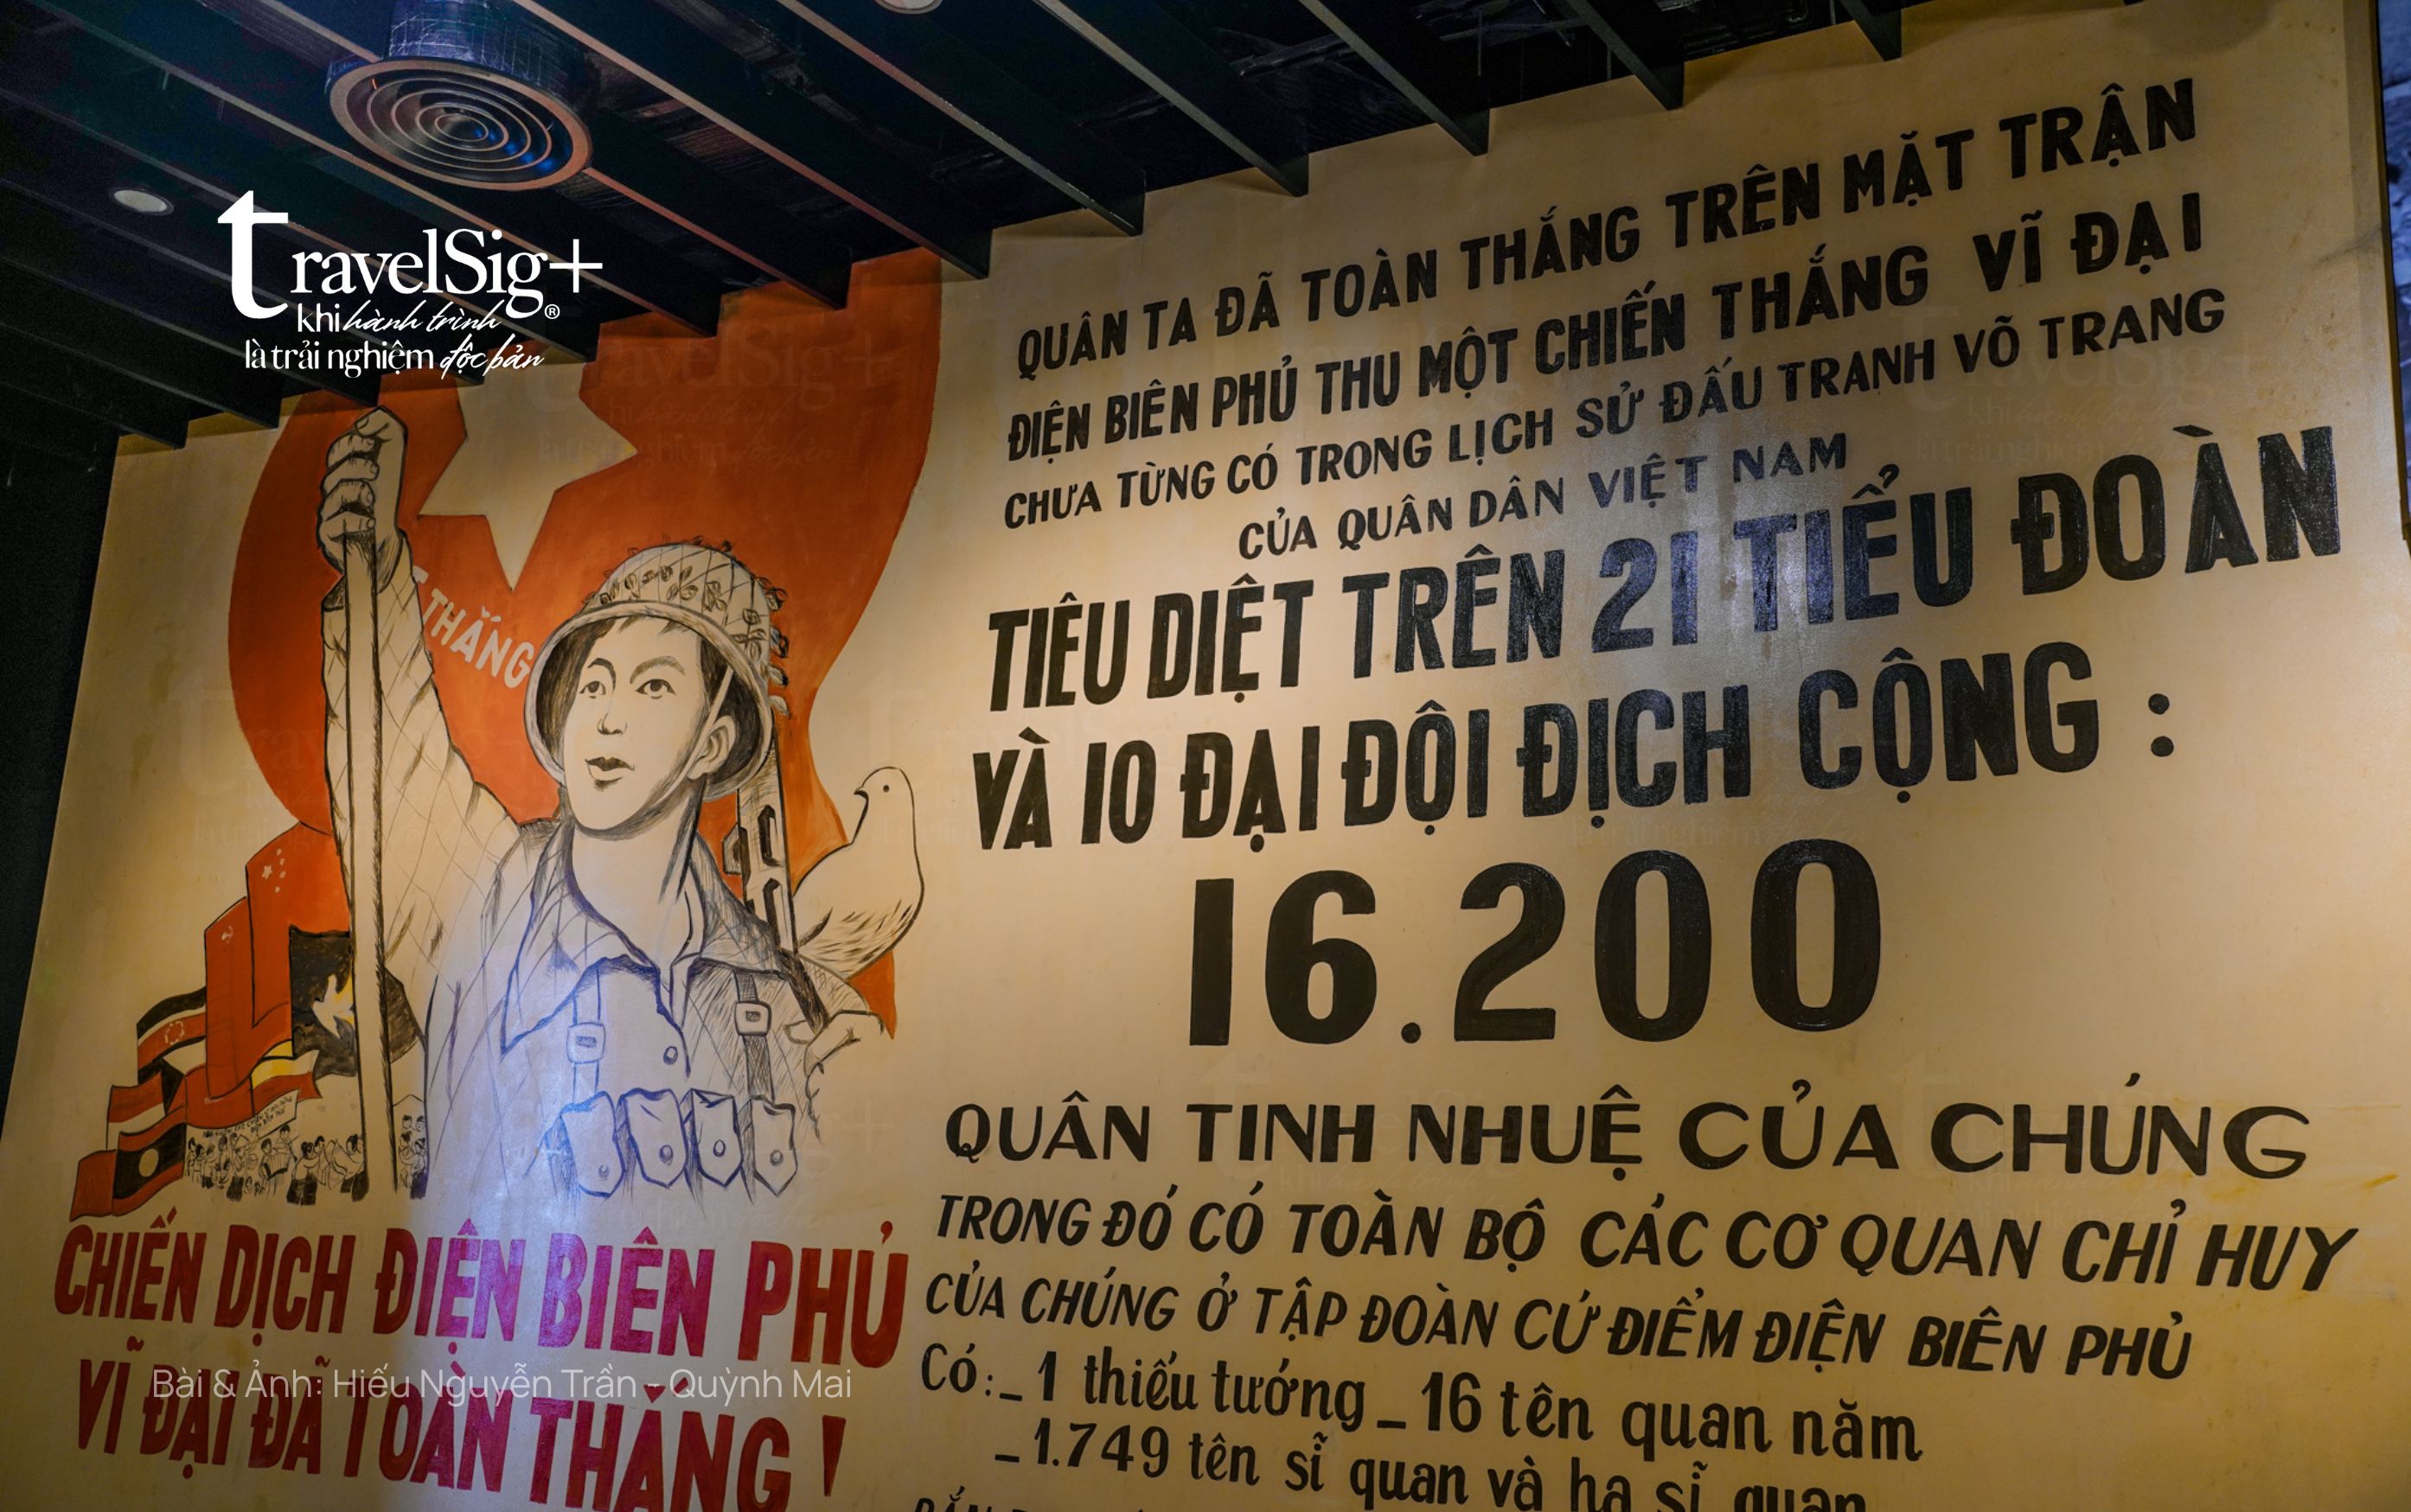 travelSig+
khi hành trình ®
là trải nghiệm độc bản
QUÂN TA ĐÃ TOÀN THẮNG TRÊN MẶT TRẬN
ĐIỆN BIÊN PHỦ THU MỘT CHIẾN THẮNG VĨ ĐẠI
CHƯA TỪNG CÓ TRONG LỊCH SỬ ĐẤU TRANH VÕ TRANG
CỦA QUÂN DÂN VIỆT NAM
TIÊU DIỆT TRÊN 21 TIỂU ĐOÀN
VÀ 10 ĐẠI ĐỘI ĐỊCH CỘNG :
16.200
QUÂN TINH NHUỆ CỦA CHÚNG
TRONG ĐÓ CÓ TOÀN BỘ CÁC CƠ QUAN CHỈ HUY
CỦA CHÚNG Ở TẬP ĐOÀN CỨ ĐIỂM ĐIỆN BIÊN PHỦ
Có: - 1 thiếu tướng - 16 tên quan năm
- 1.749 tên sĩ quan và hạ sĩ quan
THẮNG
CHIẾN DỊCH ĐIỆN BIÊN PHỦ
VĨ ĐẠI ĐÃ TOÀN THẮNG !
Bài & Ảnh: Hiếu Nguyễn Trần - Quỳnh Mai